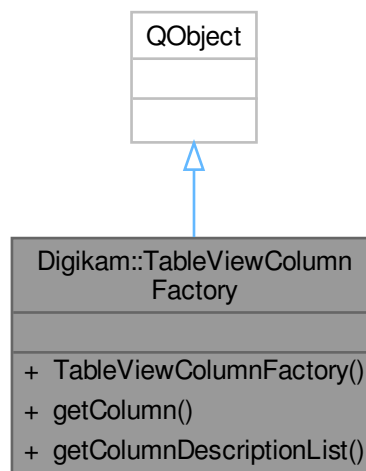 QObject
Digikam::TableViewColumn
Factory
+ TableViewColumnFactory()
+ getColumn()
+ getColumnDescriptionList()